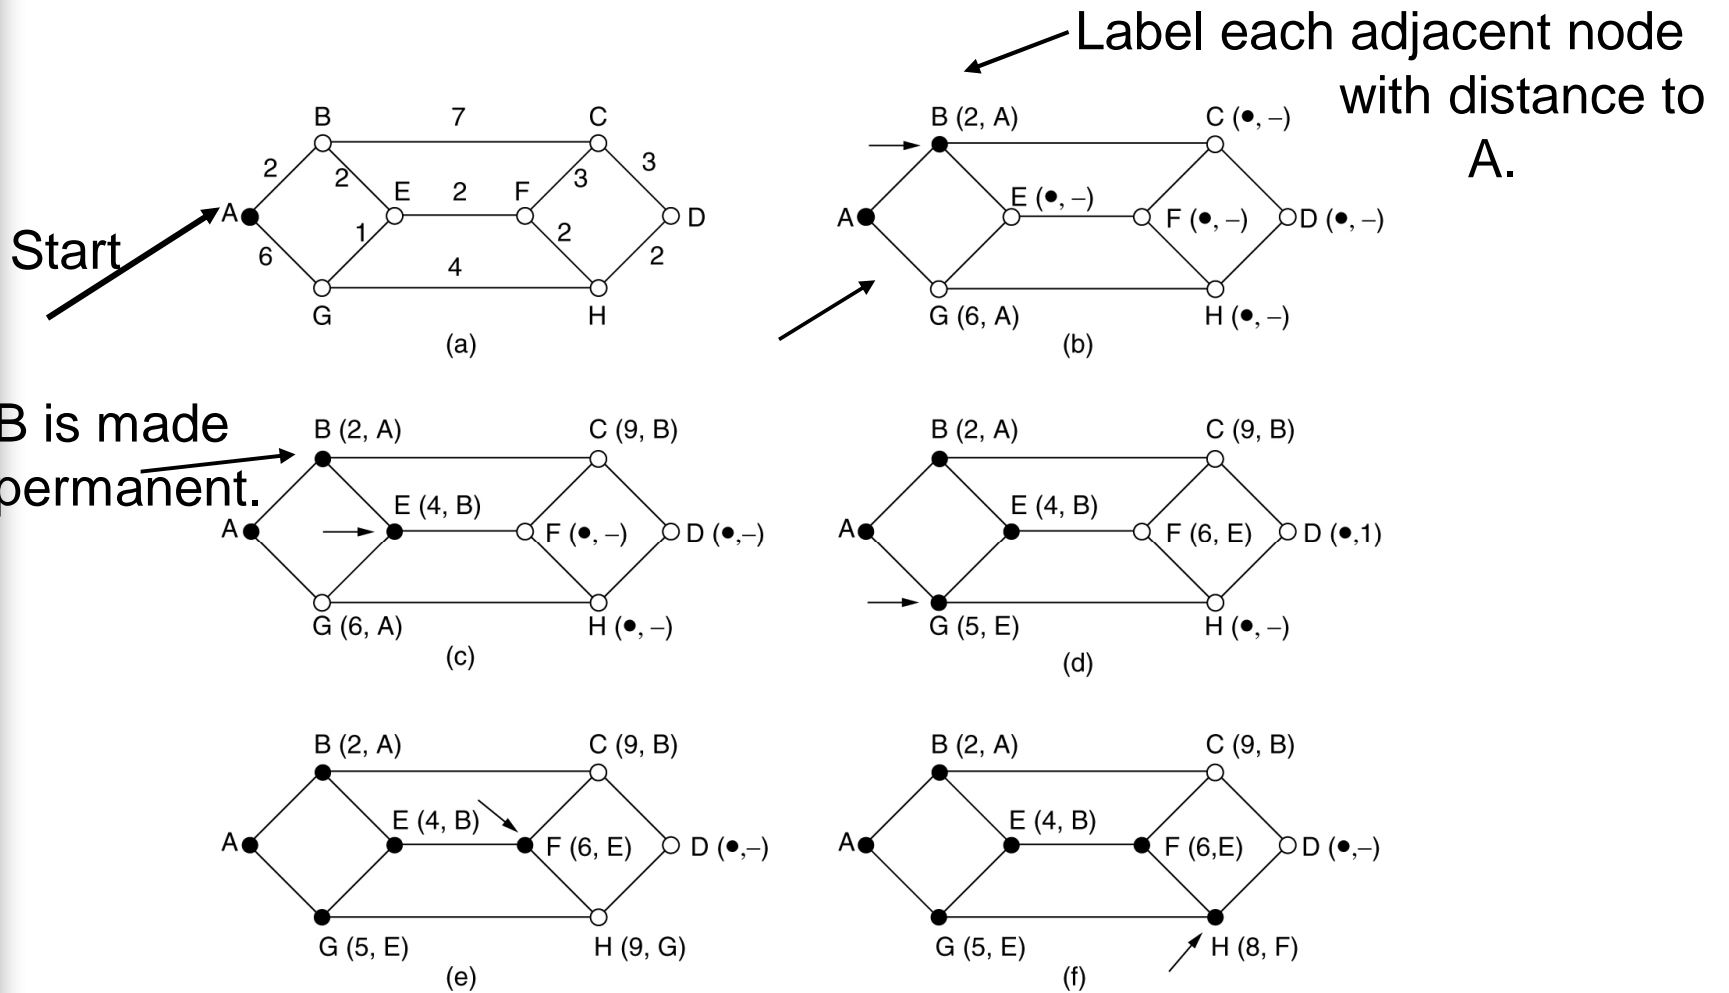 Label each adjacent node
with distance to
A.
Start
B 7 C
2 2 3 3
A E 2 F D
6 1 2 2
4
G H
(a)
B (2, A) C (●, –)
A E (●, –) F (●, –) D (●, –)
G (6, A) H (●, –)
(b)
B is made
permanent.
B (2, A) C (9, B)
E (4, B)
A F (●, –) D (●,–)
G (6, A) H (●, –)
(c)
B (2, A) C (9, B)
E (4, B)
A F (6, E) D (●,1)
G (5, E) H (●, –)
(d)
B (2, A) C (9, B)
E (4, B)
A F (6, E) D (●,–)
G (5, E) H (9, G)
(e)
B (2, A) C (9, B)
E (4, B)
A F (6,E) D (●,–)
G (5, E) H (8, F)
(f)